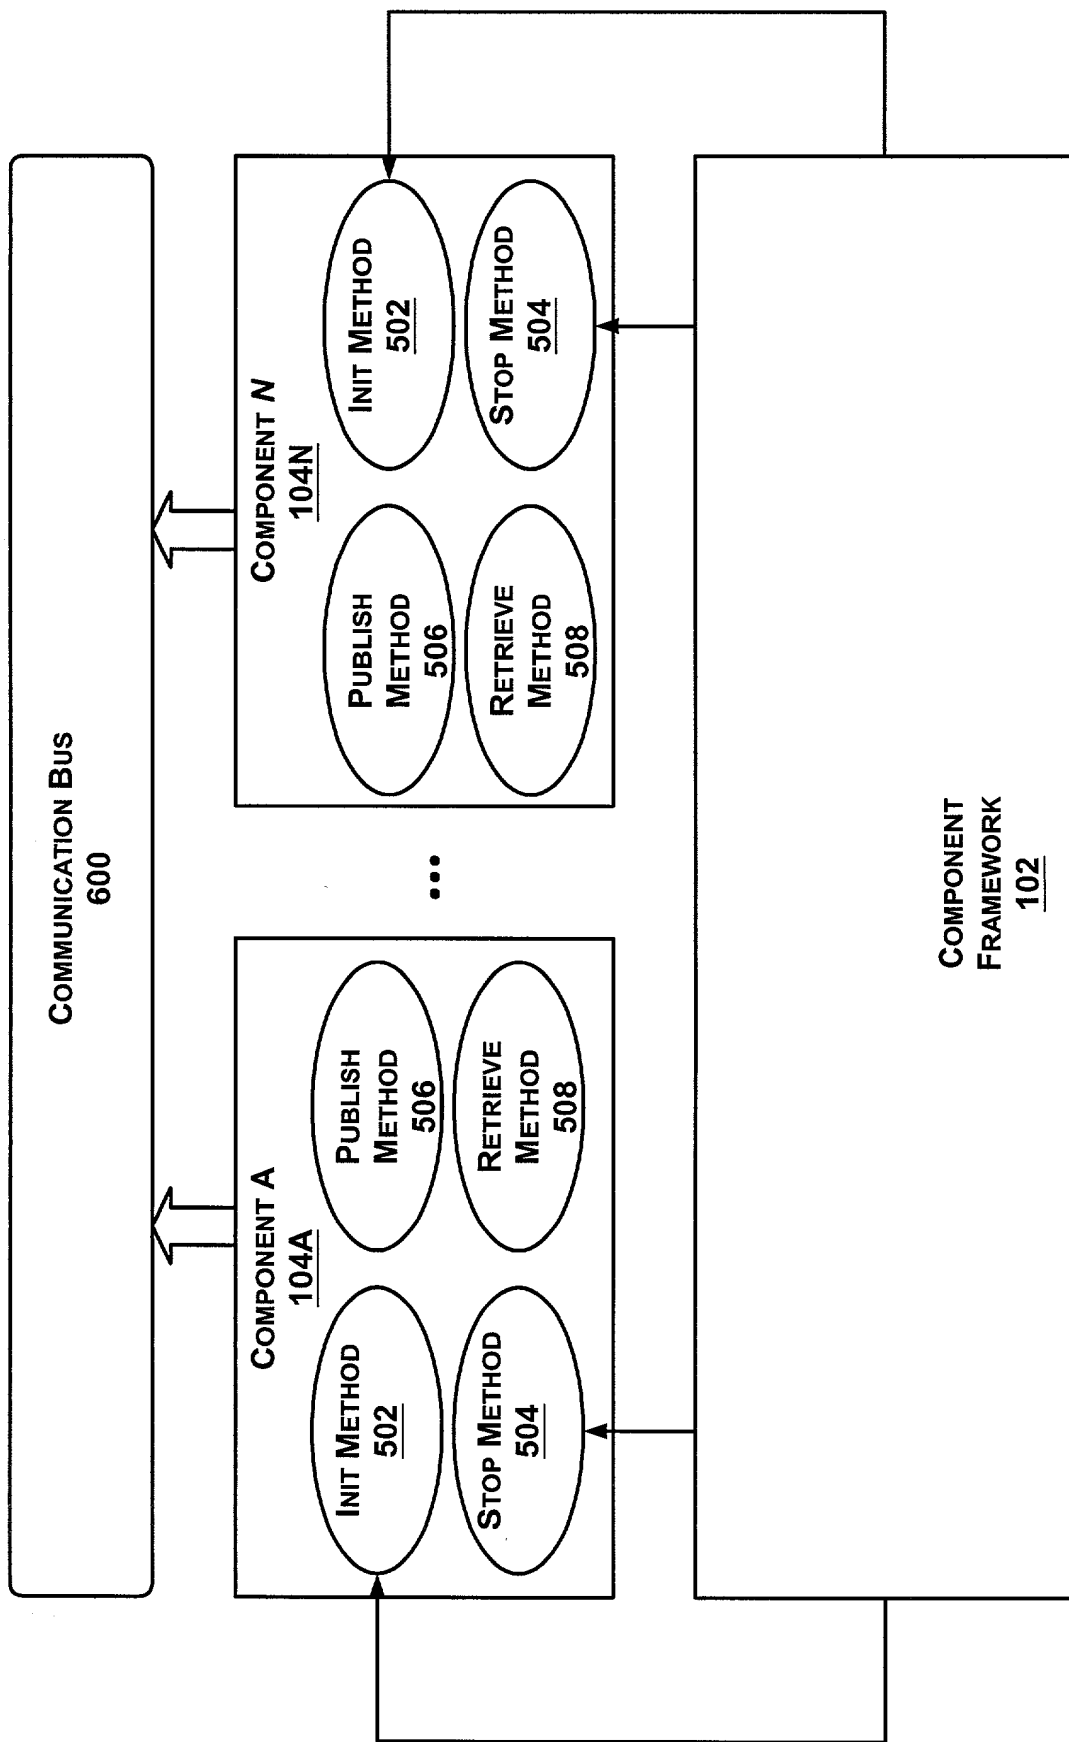 COMMUNICATION BUS
600
COMPONENT A
104A
INIT METHOD
502
PUBLISH
METHOD
506
STOP METHOD
504
RETRIEVE
METHOD
508
...
COMPONENT N
104N
PUBLISH
METHOD
506
INIT METHOD
502
RETRIEVE
METHOD
508
STOP METHOD
504
COMPONENT
FRAMEWORK
102